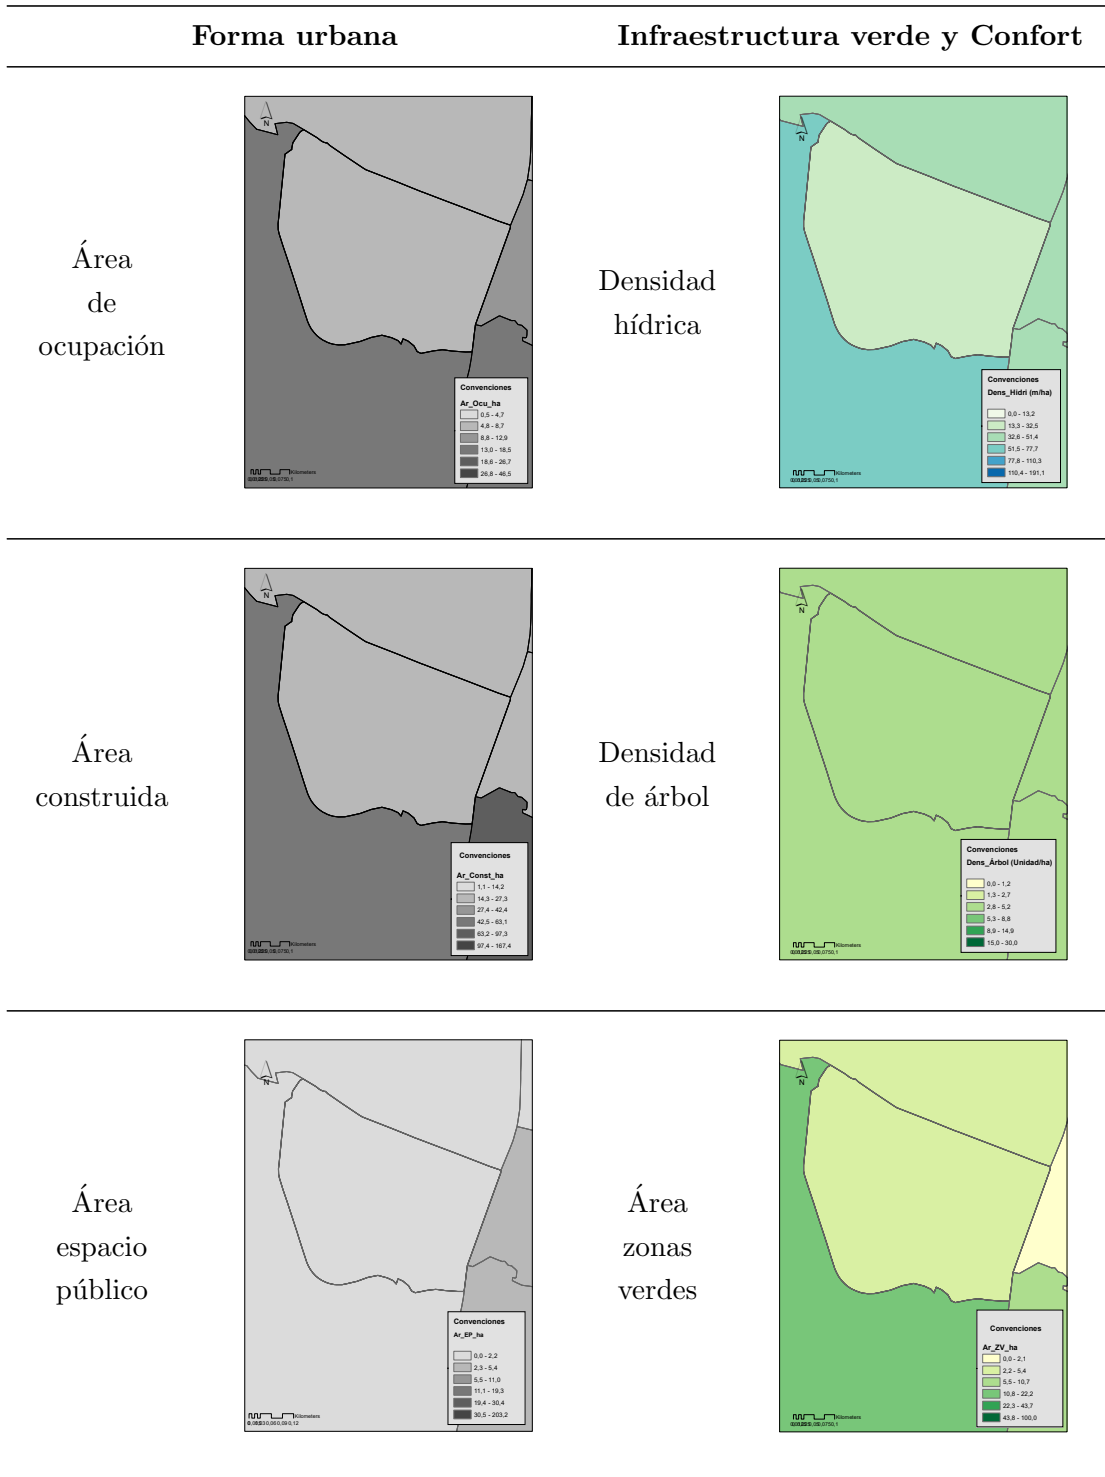 Forma urbana
Infraestructura verde y Confort
Área
de
ocupación
N
Convenciones
Ar_Ocu_ha
0,5 - 4,7
4,8 - 8,7
8,8 - 12,9
13,0 - 18,5
18,6 - 26,7
26,8 - 46,5
Kilometers
Densidad
hídrica
N
Convenciones
Dens_Hidri (m/ha)
0,0 - 13,2
13,3 - 32,5
32,6 - 51,4
51,5 - 77,7
77,8 - 110,3
110,4 - 191,1
Kilometers
Área
construida
N
Convenciones
Ar_Const_ha
1,1 - 14,2
14,3 - 27,3
27,4 - 42,4
42,5 - 63,1
63,2 - 97,3
97,4 - 167,4
Kilometers
Densidad
de árbol
N
Convenciones
Dens_Árbol (Unidad/ha)
0,0 - 1,2
1,3 - 2,7
2,8 - 5,2
5,3 - 8,8
8,9 - 14,9
15,0 - 30,0
Kilometers
Área
espacio
público
N
Convenciones
Ar_EP_ha
0,0 - 2,2
2,3 - 5,4
5,5 - 11,0
11,1 - 19,3
19,4 - 30,4
30,5 - 203,2
Kilometers
Área
zonas
verdes
N
Convenciones
Ar_ZV_ha
0,0 - 2,1
2,2 - 5,4
5,5 - 10,7
10,8 - 22,2
22,3 - 43,7
43,8 - 100,0
Kilometers